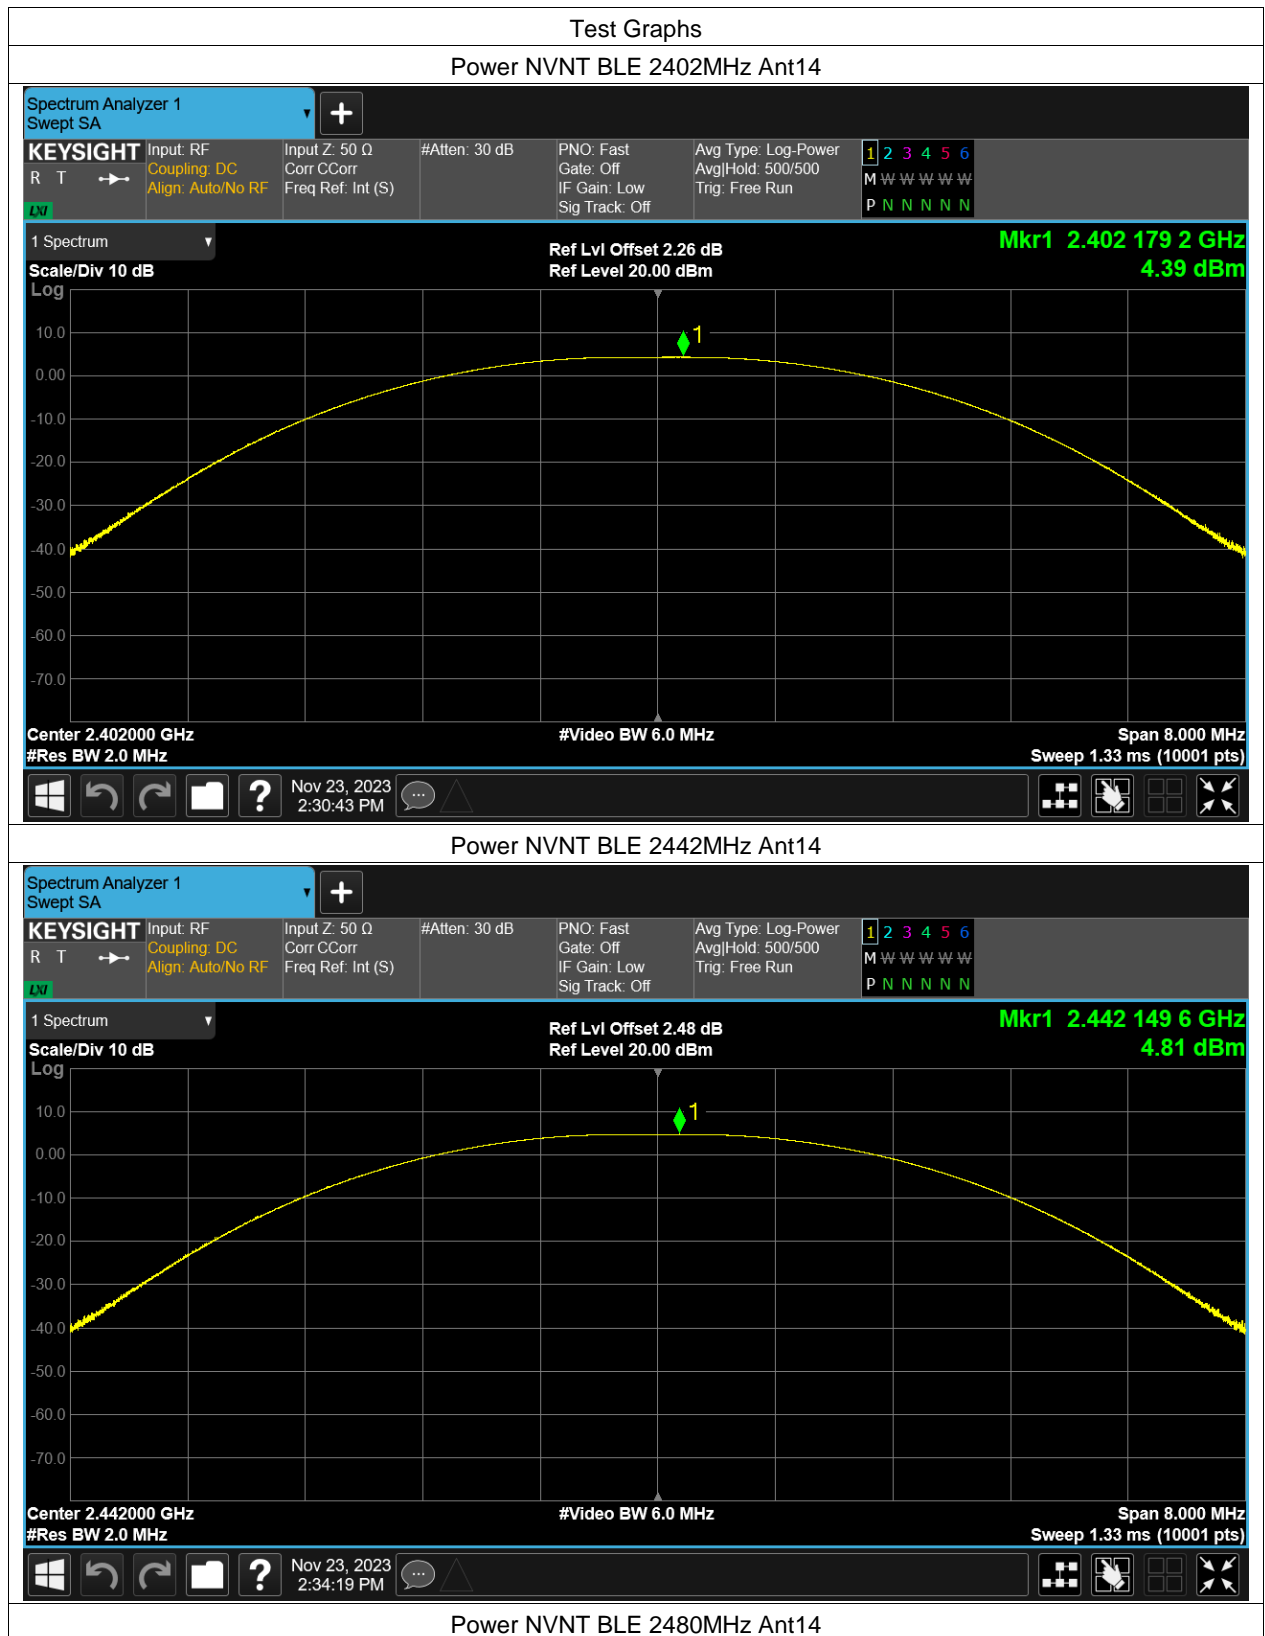 Test Graphs
Power NVNT BLE 2402MHz Ant14
Spectrum Analyzer 1
Swept SA
KEYSIGHT Input: RF Input Z: 50 Ω #Atten: 30 dB PNO: Fast Avg Type: Log-Power 1 2 3 4 5 6
Coupling: DC Corr CCorr Gate: Off Avg|Hold: 500/500
R T Align: Auto/No RF Freq Ref: Int (S) IF Gain: Low Trig: Free Run M W W W W W
LXI Sig Track: Off P N N N N N
1 Spectrum Ref Lvl Offset 2.26 dB Mkr1 2.402 179 2 GHz
Scale/Div 10 dB Ref Level 20.00 dBm 4.39 dBm
Log
1
10.0
0.00
-10.0
-20.0
-30.0
-40.0
-50.0
-60.0
-70.0
Center 2.402000 GHz #Video BW 6.0 MHz Span 8.000 MHz
#Res BW 2.0 MHz Sweep 1.33 ms (10001 pts)
? Nov 23, 2023
2:30:43 PM
Power NVNT BLE 2442MHz Ant14
Spectrum Analyzer 1
Swept SA
KEYSIGHT Input: RF Input Z: 50 Ω #Atten: 30 dB PNO: Fast Avg Type: Log-Power 1 2 3 4 5 6
Coupling: DC Corr CCorr Gate: Off Avg|Hold: 500/500
R T Align: Auto/No RF Freq Ref: Int (S) IF Gain: Low Trig: Free Run M W W W W W
LXI Sig Track: Off P N N N N N
1 Spectrum Ref Lvl Offset 2.48 dB Mkr1 2.442 149 6 GHz
Scale/Div 10 dB Ref Level 20.00 dBm 4.81 dBm
Log
1
10.0
0.00
-10.0
-20.0
-30.0
-40.0
-50.0
-60.0
-70.0
Center 2.442000 GHz #Video BW 6.0 MHz Span 8.000 MHz
#Res BW 2.0 MHz Sweep 1.33 ms (10001 pts)
? Nov 23, 2023
2:34:19 PM
Power NVNT BLE 2480MHz Ant14